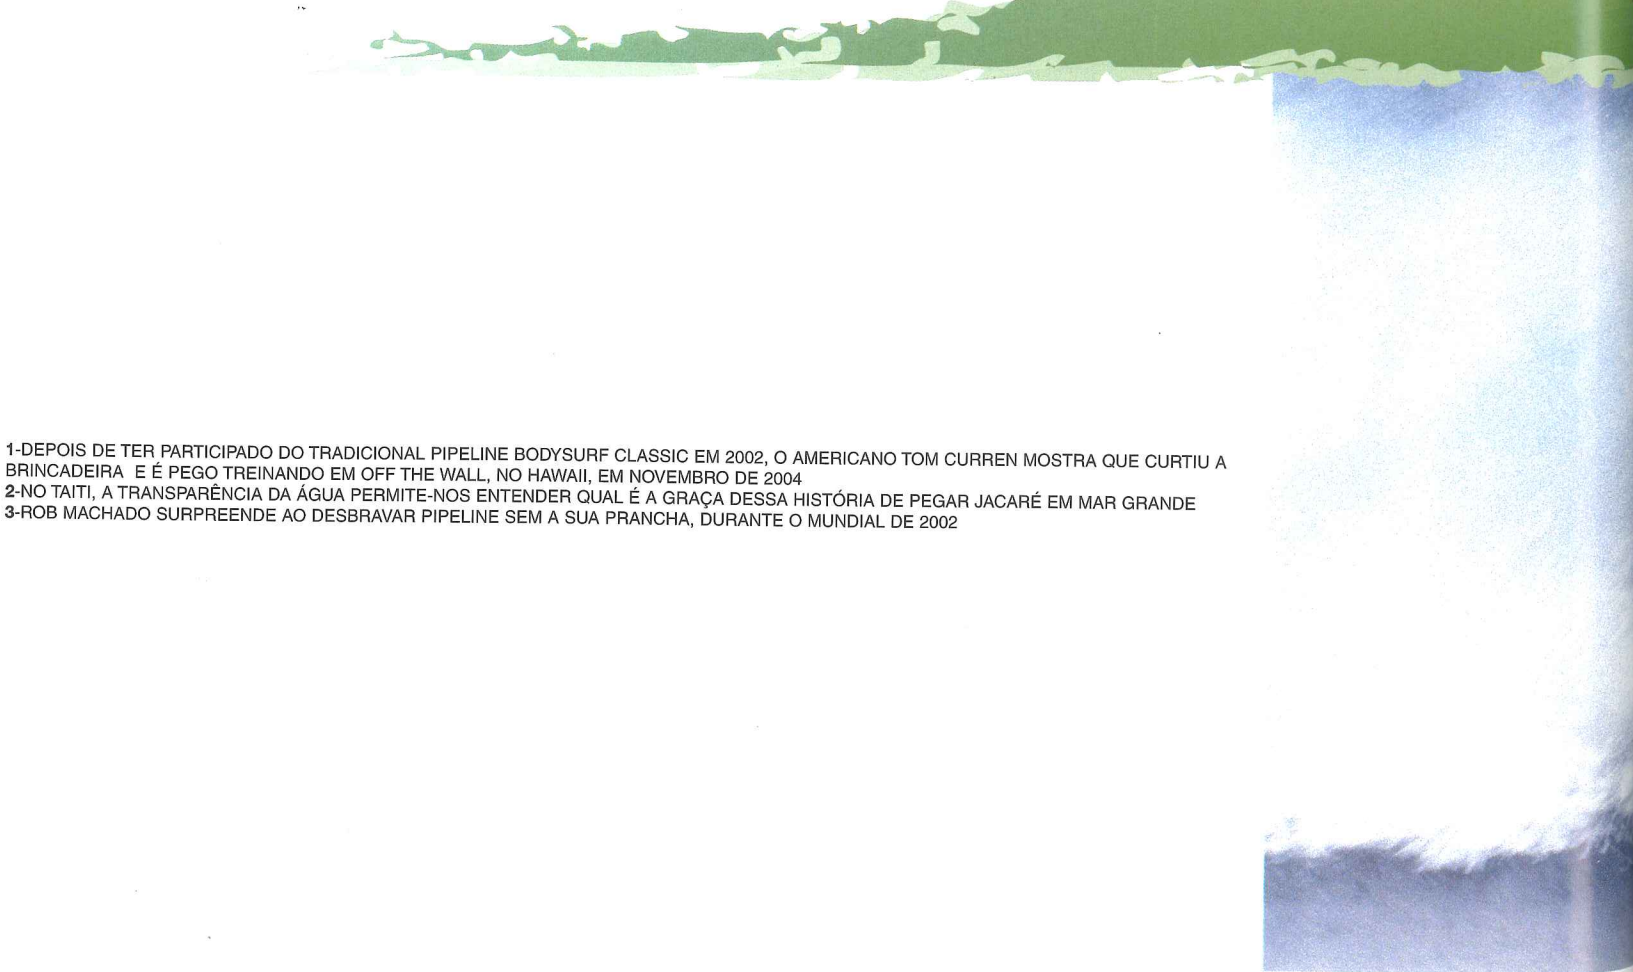 1-DEPOIS DE TER PARTICIPADO DO TRADICIONAL PIPELINE BODYSURF CLASSIC EM 2002, O AMERICANO TOM CURREN MOSTRA QUE CURTIU A
BRINCADEIRA E É PEGO TREINANDO EM OFF THE WALL, NO HAWAII, EM NOVEMBRO DE 2004
2-NO TAITI, A TRANSPARÊNCIA DA ÁGUA PERMITE-NOS ENTENDER QUAL É A GRAÇA DESSA HISTÓRIA DE PEGAR JACARÉ EM MAR GRANDE
3-ROB MACHADO SURPREENDE AO DESBRAVAR PIPELINE SEM A SUA PRANCHA, DURANTE O MUNDIAL DE 2002